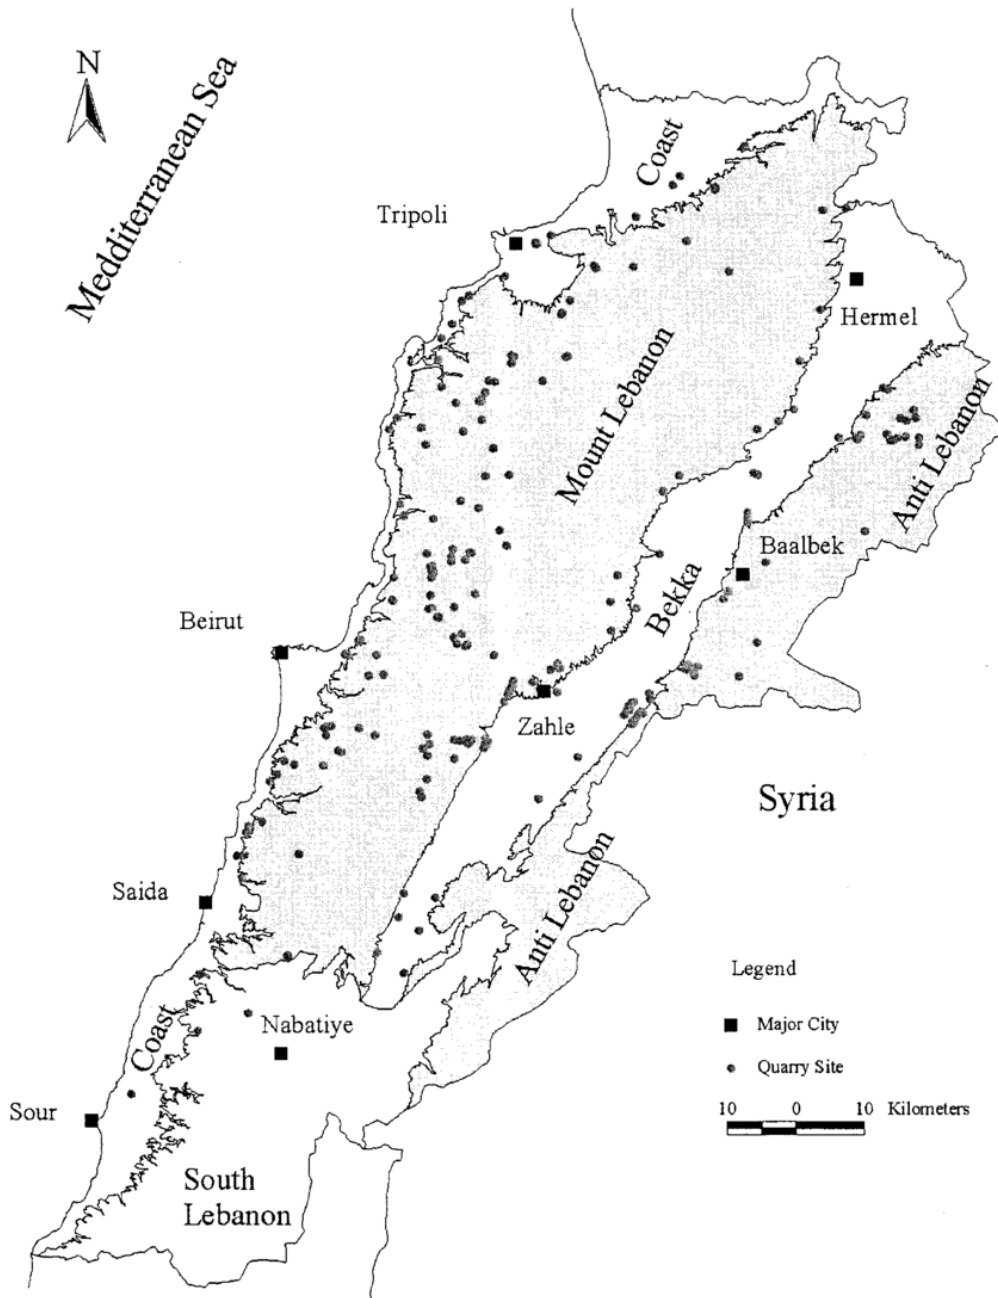 N
Medditerranean Sea
Coast
Tripoli
Hermel
Mount Lebanon
Anti Lebanon
Baalbek
Bekka
Beirut
Zahle
Syria
Saida
Anti Lebanon
Legend
Major City
Quarry Site
10 0 10 Kilometers
Coast
Nabatiye
Sour
South
Lebanon